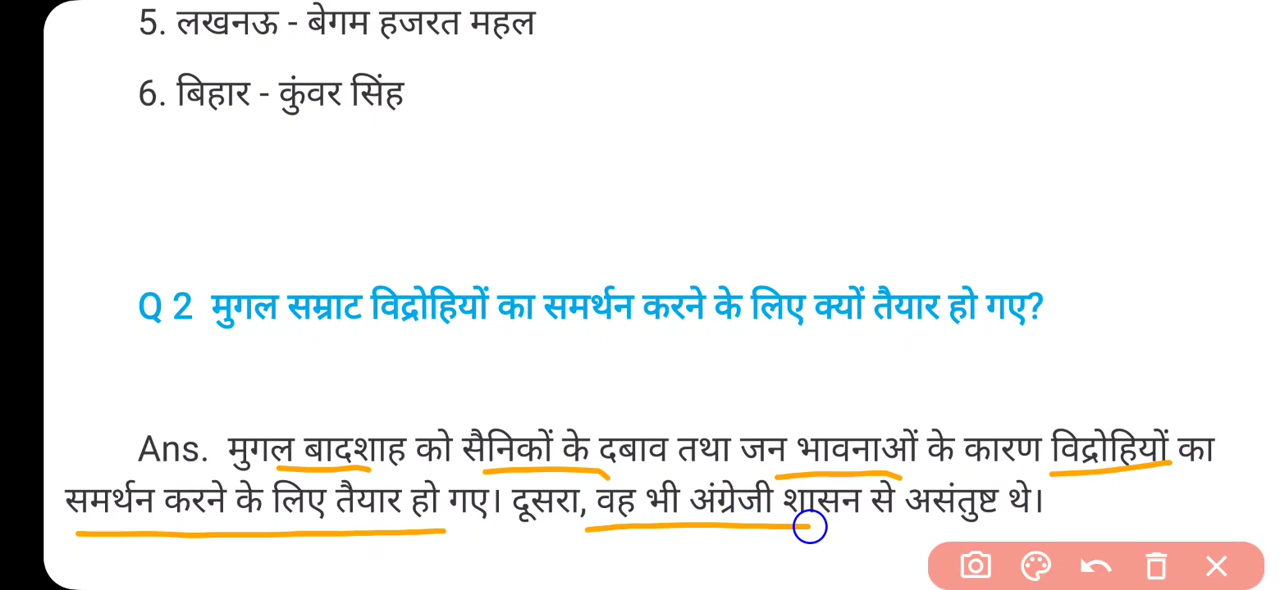 5. लखनऊ - बेगम हजरत महल
6. बिहार - कुंवर सिंह
Q 2 मुगल सम्राट विद्रोहियों का समर्थन करने के लिए क्यों तैयार हो गए?
Ans. मुगल बादशाह को सैनिकों के दबाव तथा जन भावनाओं के कारण विद्रोहियों का
समर्थन करने के लिए तैयार हो गए। दूसरा, वह भी अंग्रेजी शासन से असंतुष्ट थे।